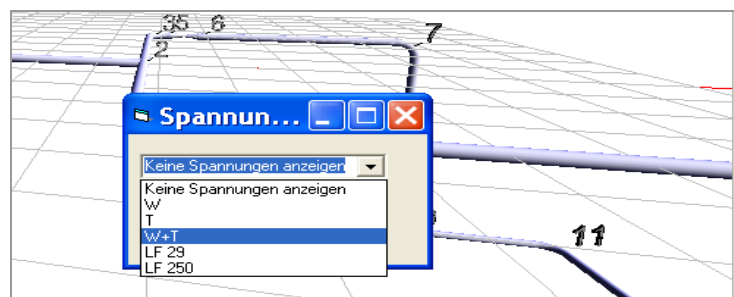 35 6
7
2
Spannun...
Keine Spannungen anzeigen
Keine Spannungen anzeigen
W
T
W+T
LF 29
LF 250
11